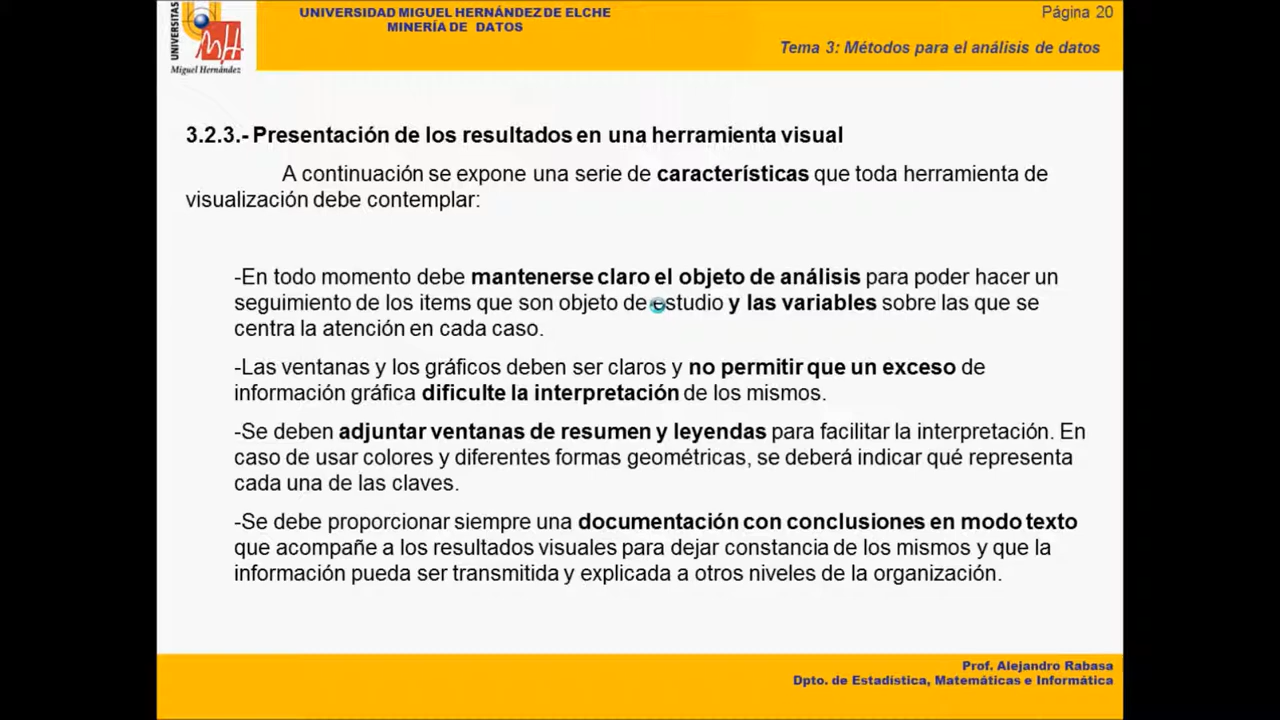 UNIVERSITAS
Miguel Hernández
UNIVERSIDAD MIGUEL HERNÁNDEZ DE ELCHE
MINERÍA DE DATOS
Página 20
Tema 3: Métodos para el análisis de datos
3.2.3.- Presentación de los resultados en una herramienta visual
A continuación se expone una serie de características que toda herramienta de
visualización debe contemplar:
-En todo momento debe mantenerse claro el objeto de análisis para poder hacer un
seguimiento de los items que son objeto de estudio y las variables sobre las que se
centra la atención en cada caso.
-Las ventanas y los gráficos deben ser claros y no permitir que un exceso de
información gráfica dificulte la interpretación de los mismos.
-Se deben adjuntar ventanas de resumen y leyendas para facilitar la interpretación. En
caso de usar colores y diferentes formas geométricas, se deberá indicar qué representa
cada una de las claves.
-Se debe proporcionar siempre una documentación con conclusiones en modo texto
que acompañe a los resultados visuales para dejar constancia de los mismos y que la
información pueda ser transmitida y explicada a otros niveles de la organización.
Prof. Alejandro Rabasa
Dpto. de Estadística, Matemáticas e Informática